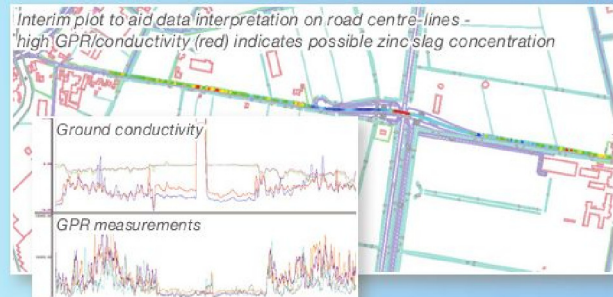 Interim plot to aid data interpretation on road centre-lines -
high GPR/conductivity (red) indicates possible zinc slag concentration
Ground conductivity
GPR measurements